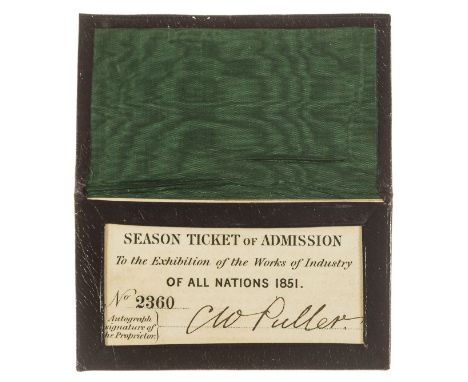 SEASON TICKET OF ADMISSION
To the Exhibition of the Works of Industry
OF ALL NATIONS 1851.
No 2360
Autograph
signature of
the Proprietor.
CW Puller.